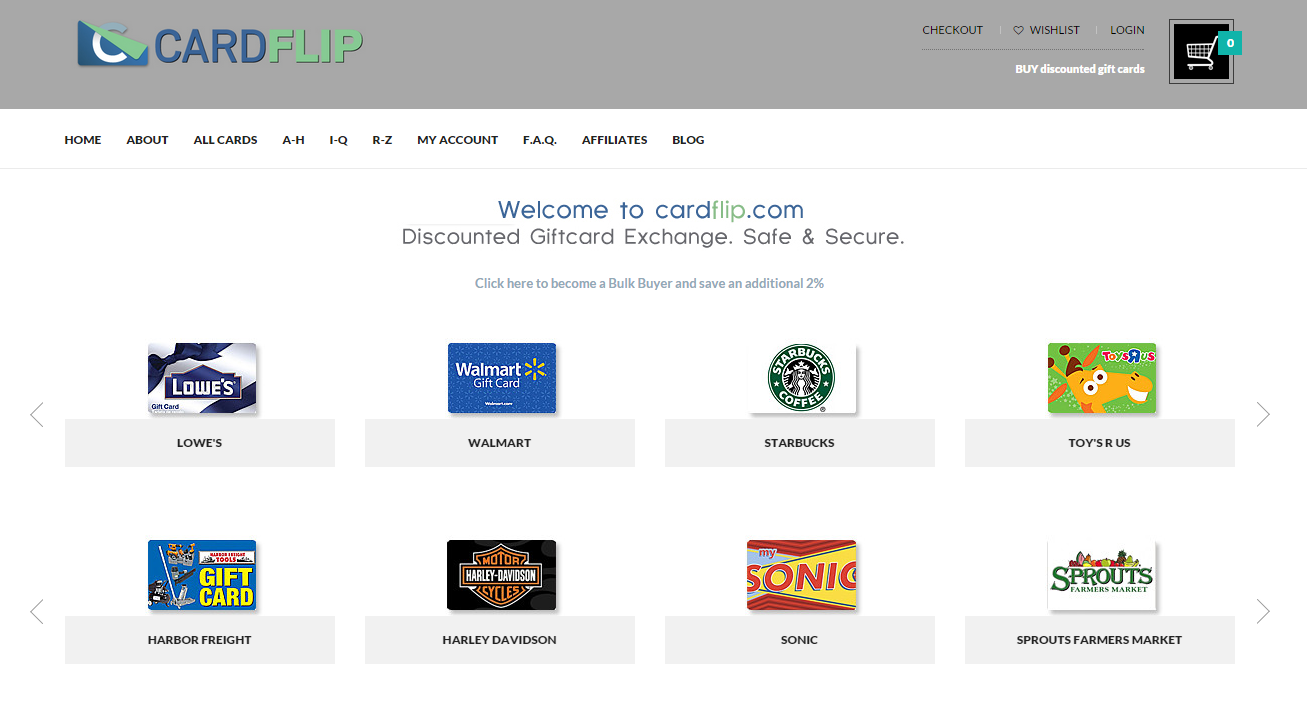 CARDFLIP
CHECKOUT
WISHLIST
LOGIN
0
BUY discounted gift cards
HOME ABOUT ALL CARDS A-H I-Q R-Z MY ACCOUNT F.A.Q. AFFILIATES BLOG
Welcome to cardflip.com
Discounted Giftcard Exchange. Safe & Secure.
Click here to become a Bulk Buyer and save an additional 2%
LOWE'S
Gift Card
Walmart
Gift Card
Walmart.com
STARBUCKS
COFFEE
TOYS R US
LOWE'S
WALMART
STARBUCKS
TOY'S R US
HARBOR FREIGHT
TOOLS
GIFT
CARD
MOTOR
HARLEY-DAVIDSON
CYCLES
my
SONIC
SPROUTS
FARMERS MARKET
HARBOR FREIGHT
HARLEY DAVIDSON
SONIC
SPROUTS FARMERS MARKET